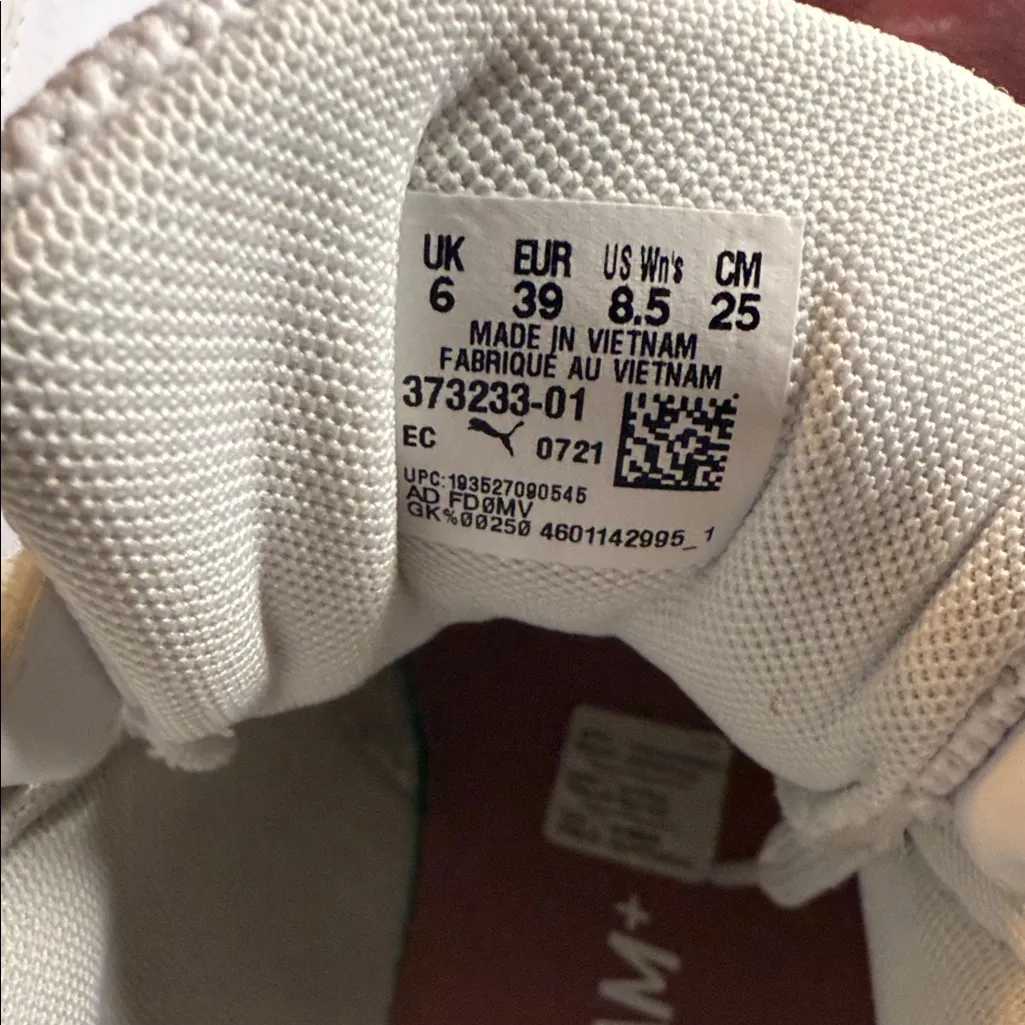 UK EUR US Wn's CM
6 39 8.5 25
MADE IN VIETNAM
FABRIQUÉ AU VIETNAM
373233-01
EC 0721
UPC:193527090545
AD FD0MV
GK%00250 4601142995_1
M+